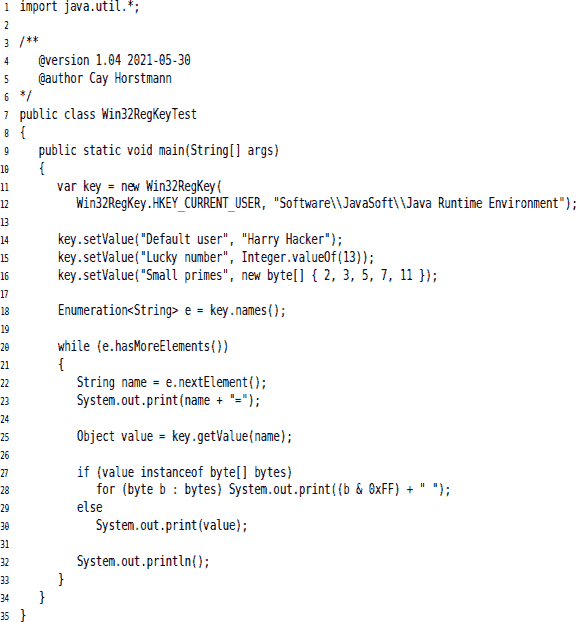 1 import java.util.*;
2
3 /**
4    @version 1.04 2021-05-30
5    @author Cay Horstmann
6 */
7 public class Win32RegKeyTest
8 {
9    public static void main(String[] args)
10    {
11       var key = new Win32RegKey(
12          Win32RegKey.HKEY_CURRENT_USER, "Software\\JavaSoft\\Java Runtime Environment");
13
14       key.setValue("Default user", "Harry Hacker");
15       key.setValue("Lucky number", Integer.valueOf(13));
16       key.setValue("Small primes", new byte[] { 2, 3, 5, 7, 11 });
17
18       Enumeration<String> e = key.names();
19
20       while (e.hasMoreElements())
21       {
22          String name = e.nextElement();
23          System.out.print(name + "=");
24
25          Object value = key.getValue(name);
26
27          if (value instanceof byte[] bytes)
28             for (byte b : bytes) System.out.print((b & 0xFF) + " ");
29          else
30             System.out.print(value);
31
32          System.out.println();
33       }
34    }
35 }